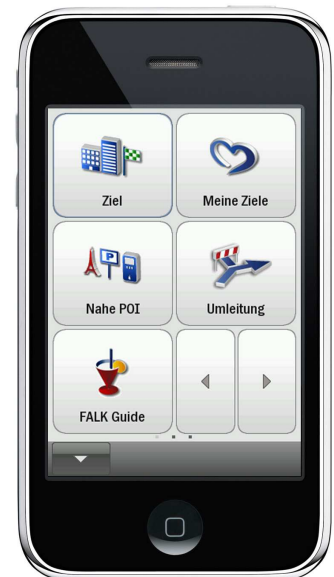 Ziel
Meine Ziele
P
Nahe POI
Umleitung
FALK Guide